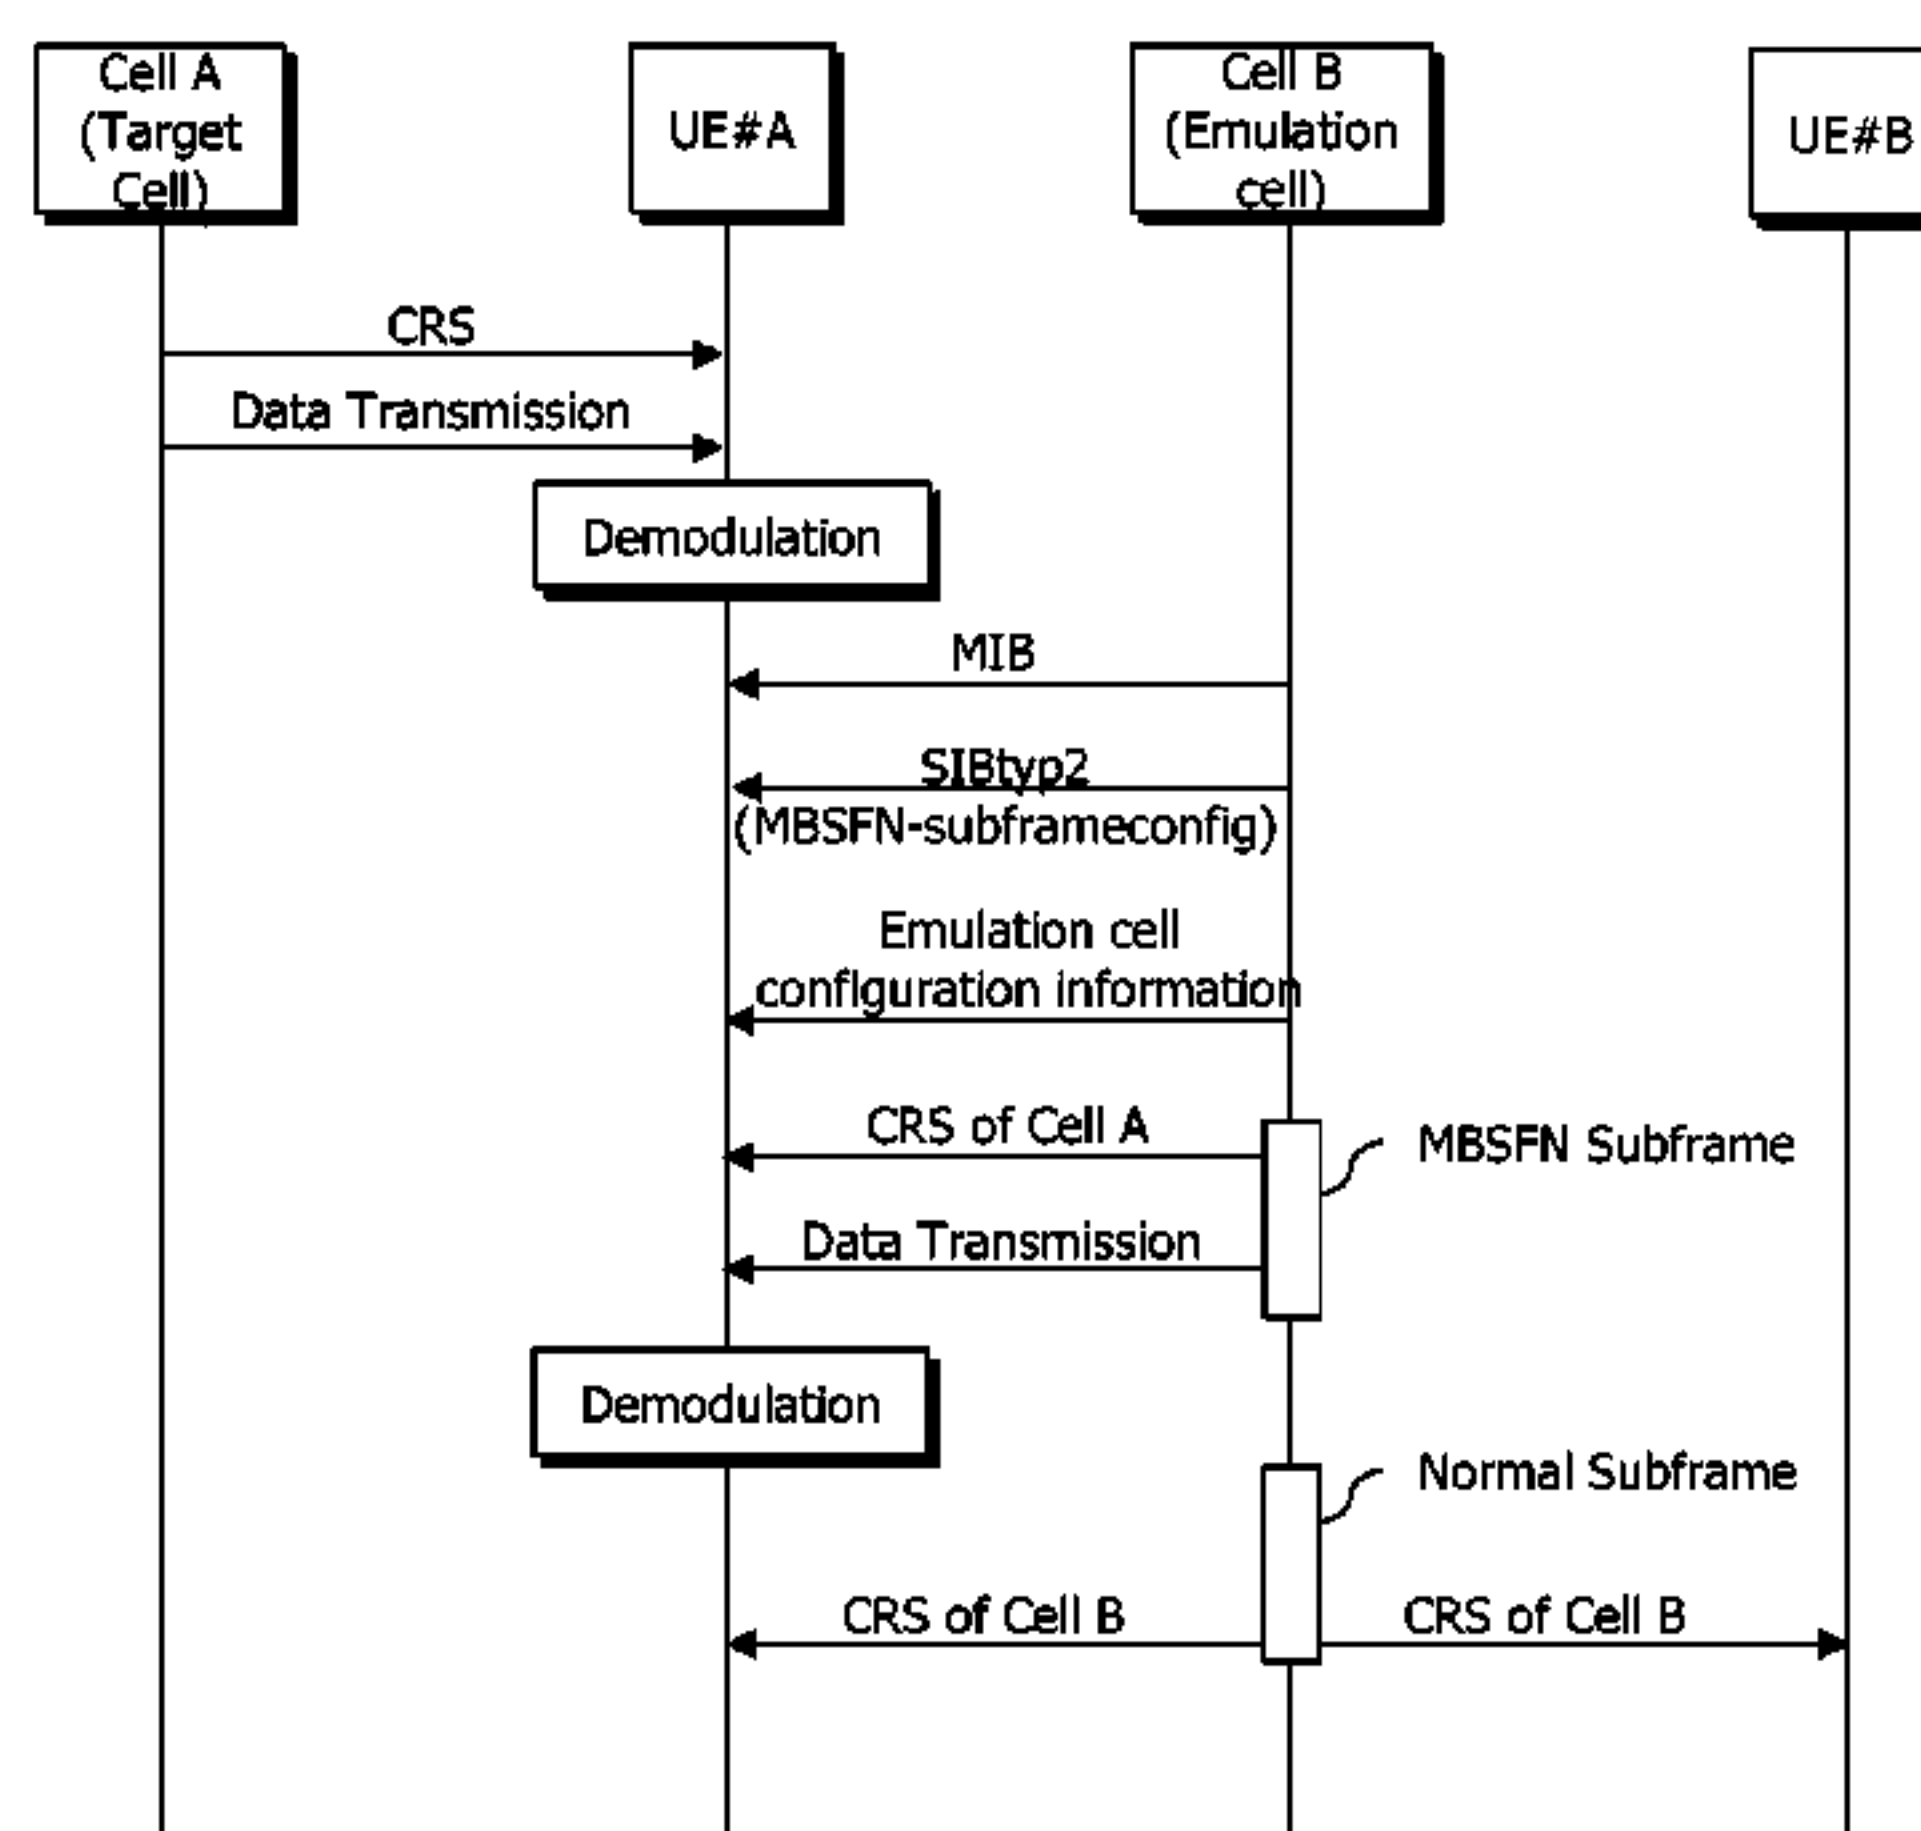 Cell A
(Target
Cell)
UE#A
Cell B
(Emulation
cell)
UE#B
CRS
Data Transmission
Demodulation
MIB
SIBtyp2
(MBSFN-subframeconfig)
Emulation cell
configuration information
CRS of Cell A
MBSFN Subframe
Data Transmission
Demodulation
Normal Subframe
CRS of Cell B
CRS of Cell B